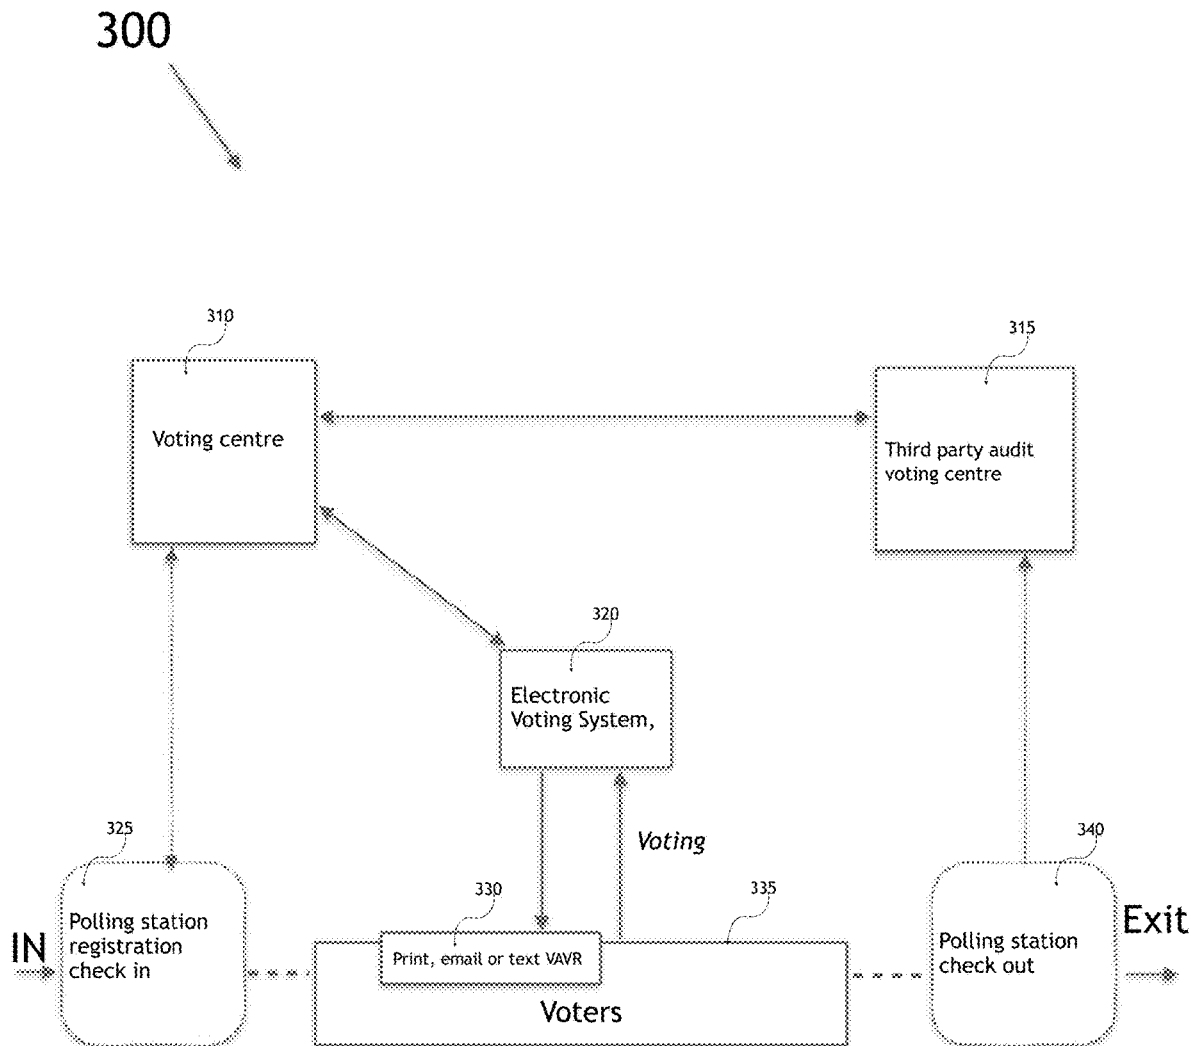 300
310
Voting centre
315
Third party audit
voting centre
320
Electronic
Voting System,
Voting
325
Polling station
registration
check in
IN
330
Print, email or text VAVR
335
Voters
340
Polling station
check out
Exit